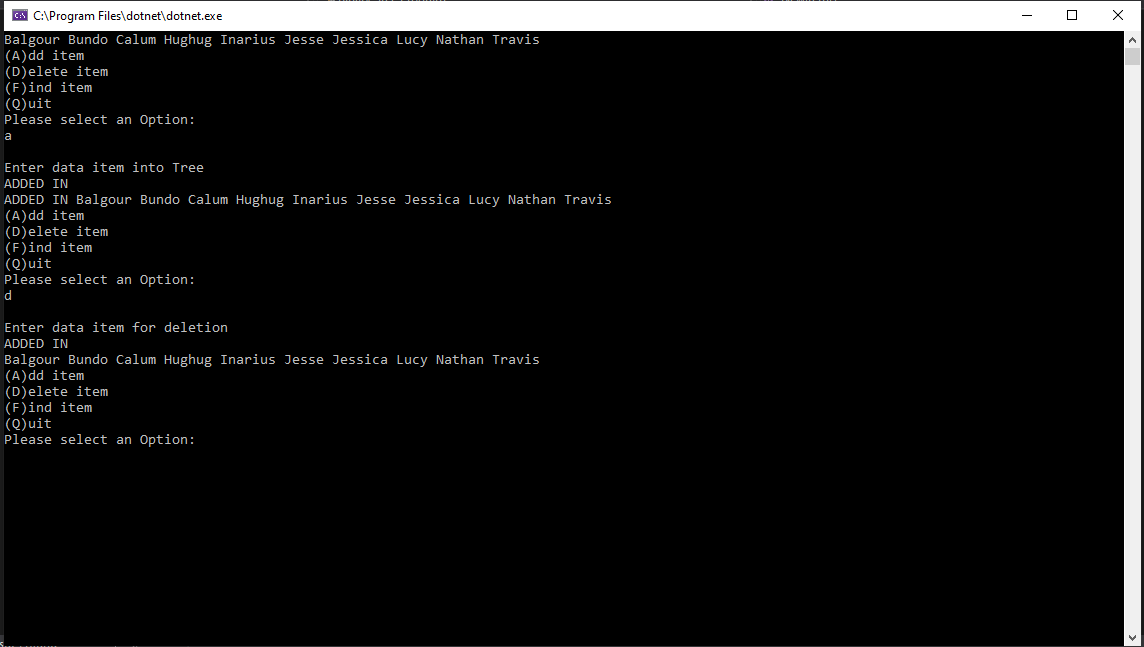 C:\Program Files\dotnet\dotnet.exe
Balgour Bundo Calum Hughug Inarius Jesse Jessica Lucy Nathan Travis
(A)dd item
(D)elete item
(F)ind item
(Q)uit
Please select an Option:
a
Enter data item into Tree
ADDED IN
ADDED IN Balgour Bundo Calum Hughug Inarius Jesse Jessica Lucy Nathan Travis
(A)dd item
(D)elete item
(F)ind item
(Q)uit
Please select an Option:
d
Enter data item for deletion
ADDED IN
Balgour Bundo Calum Hughug Inarius Jesse Jessica Lucy Nathan Travis
(A)dd item
(D)elete item
(F)ind item
(Q)uit
Please select an Option: